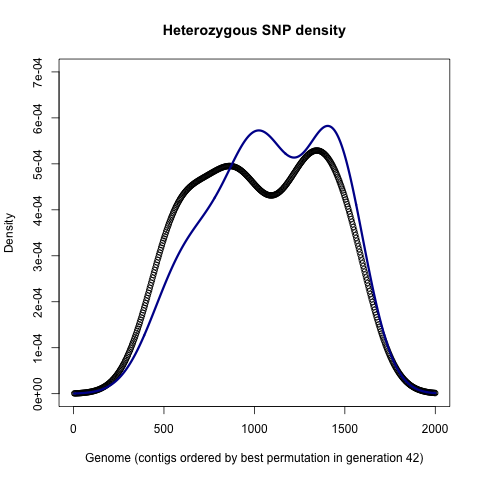 Heterozygous SNP density
7e-04
6e-04
5e-04
4e-04
3e-04
2e-04
1e-04
0e+00
Density
0 500 1000 1500 2000
Genome (contigs ordered by best permutation in generation 42)